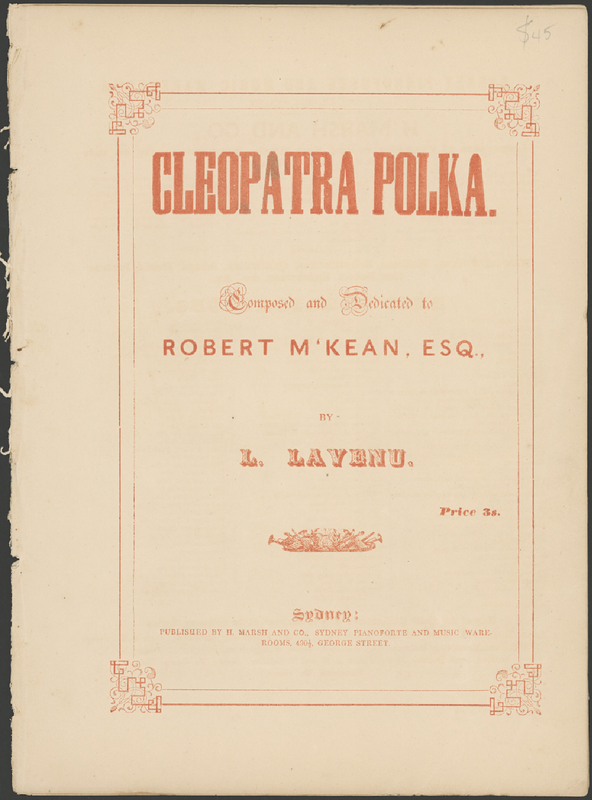 $45
CLEOPATRA POLKA.
Composed and Dedicated to
ROBERT M'KEAN, ESQ.,
BY
L. LAVENU.
Price 3s.
Sydney:
PUBLISHED BY H. MARSH AND CO., SYDNEY PIANOFORTE AND MUSIC WARE-
ROOMS, 490½, GEORGE STREET.